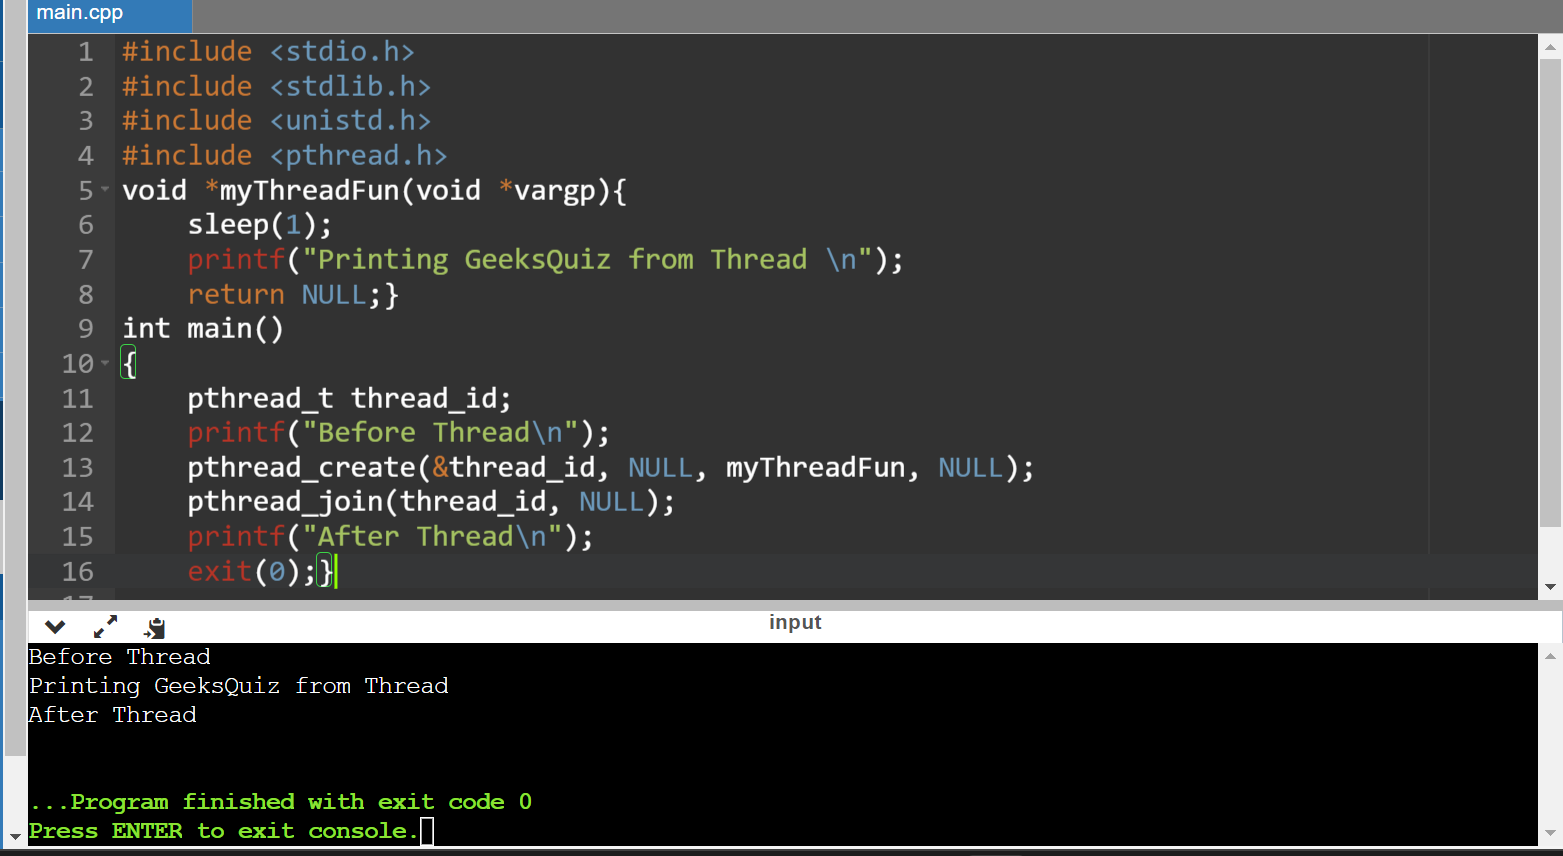 main.cpp
1 #include <stdio.h>
2 #include <stdlib.h>
3 #include <unistd.h>
4 #include <pthread.h>
5 void *myThreadFun(void *vargp){
6     sleep(1);
7     printf("Printing GeeksQuiz from Thread \n");
8     return NULL;}
9 int main()
10 {
11     pthread_t thread_id;
12     printf("Before Thread\n");
13     pthread_create(&thread_id, NULL, myThreadFun, NULL);
14     pthread_join(thread_id, NULL);
15     printf("After Thread\n");
16     exit(0);}
17
input
Before Thread
Printing GeeksQuiz from Thread
After Thread
...Program finished with exit code 0
Press ENTER to exit console.